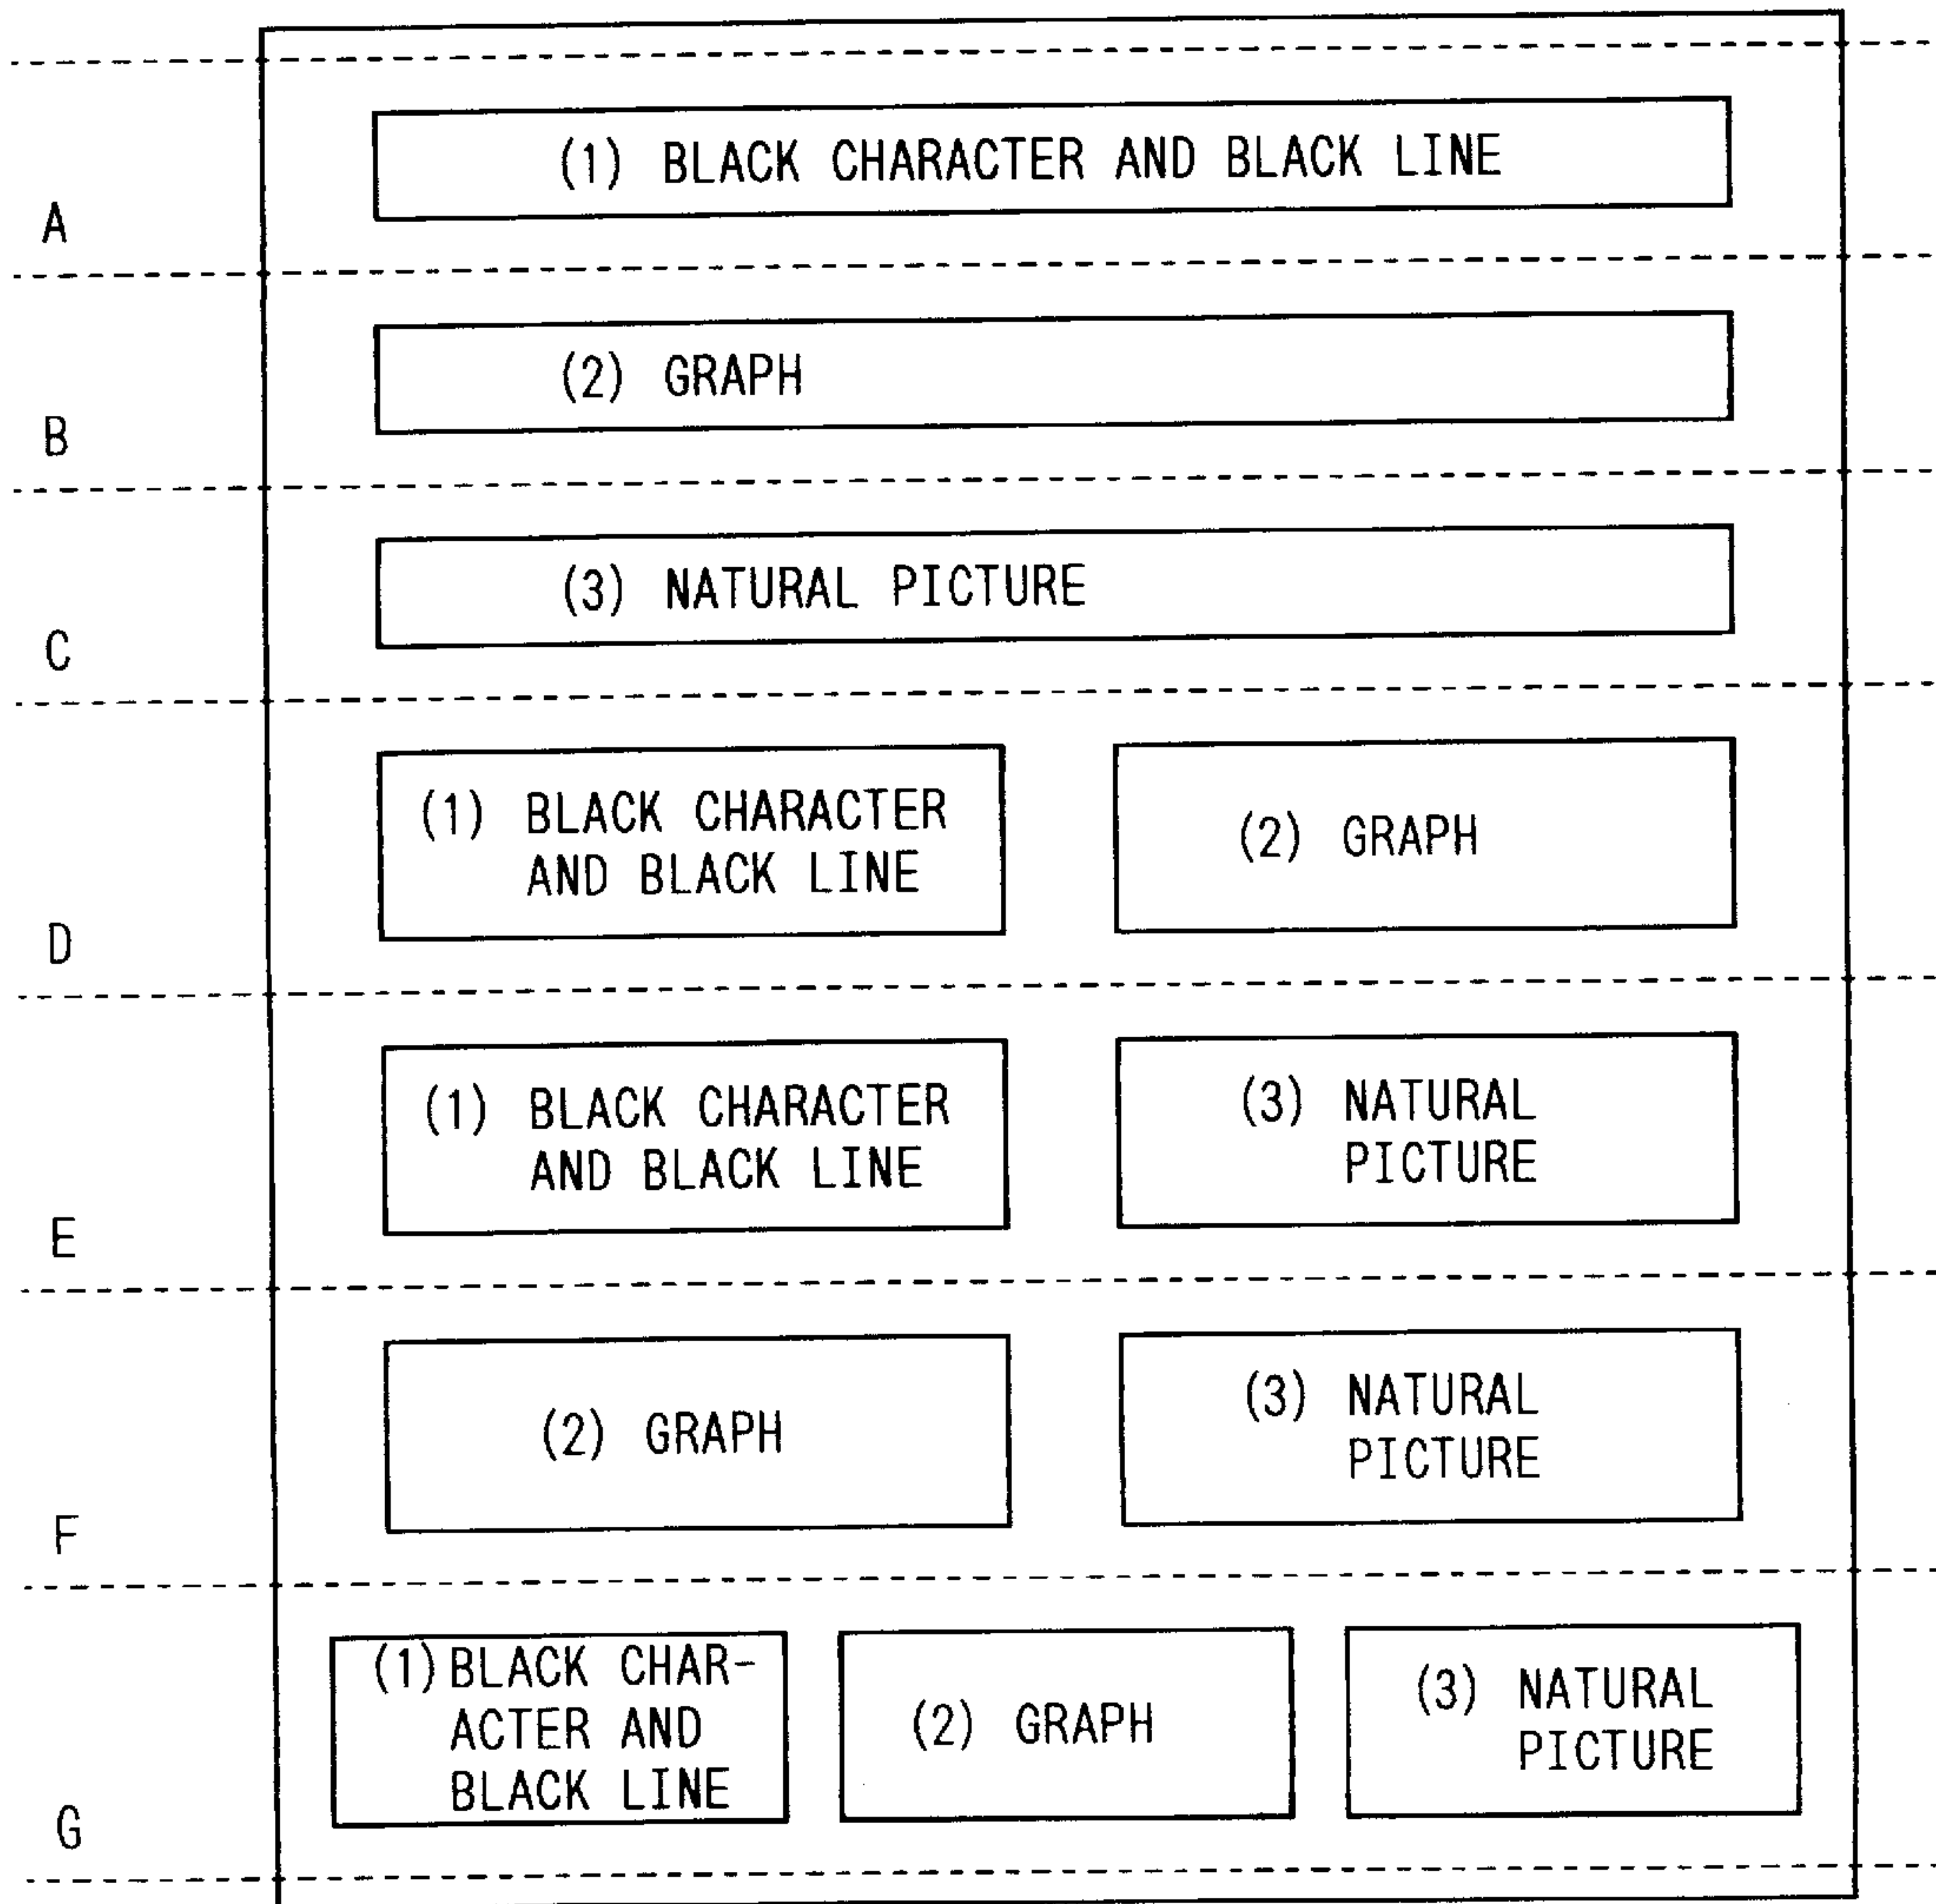 (1) BLACK CHARACTER AND BLACK LINE
A
(2) GRAPH
B
(3) NATURAL PICTURE
C
(1) BLACK CHARACTER
AND BLACK LINE
(2) GRAPH
D
(1) BLACK CHARACTER
AND BLACK LINE
(3) NATURAL
PICTURE
E
(2) GRAPH
(3) NATURAL
PICTURE
F
(1) BLACK CHAR-
ACTER AND
BLACK LINE
(2) GRAPH
(3) NATURAL
PICTURE
G